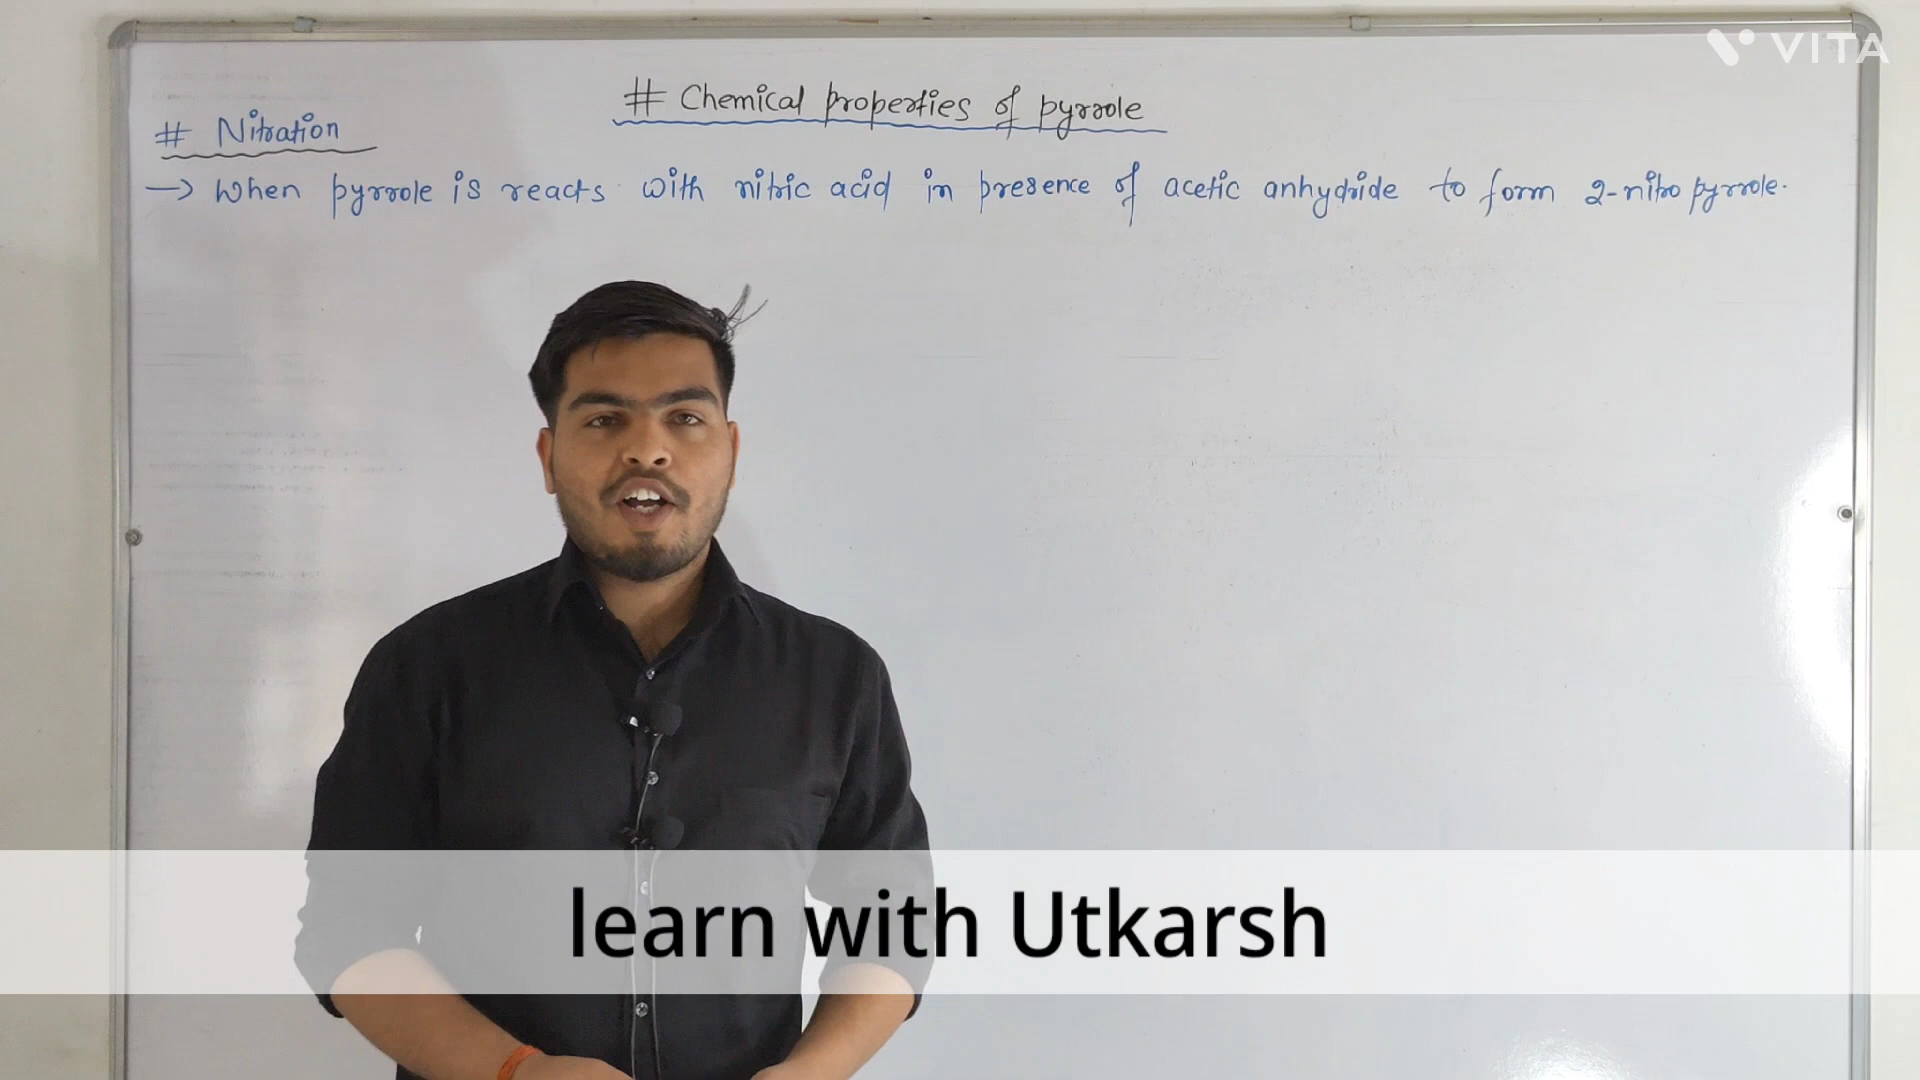 VITA
# Chemical properties of pyrrole
# Nitration
→ When pyrrole is reacts with nitric acid in presence of acetic anhydride to form 2-nitro pyrrole.
learn with Utkarsh